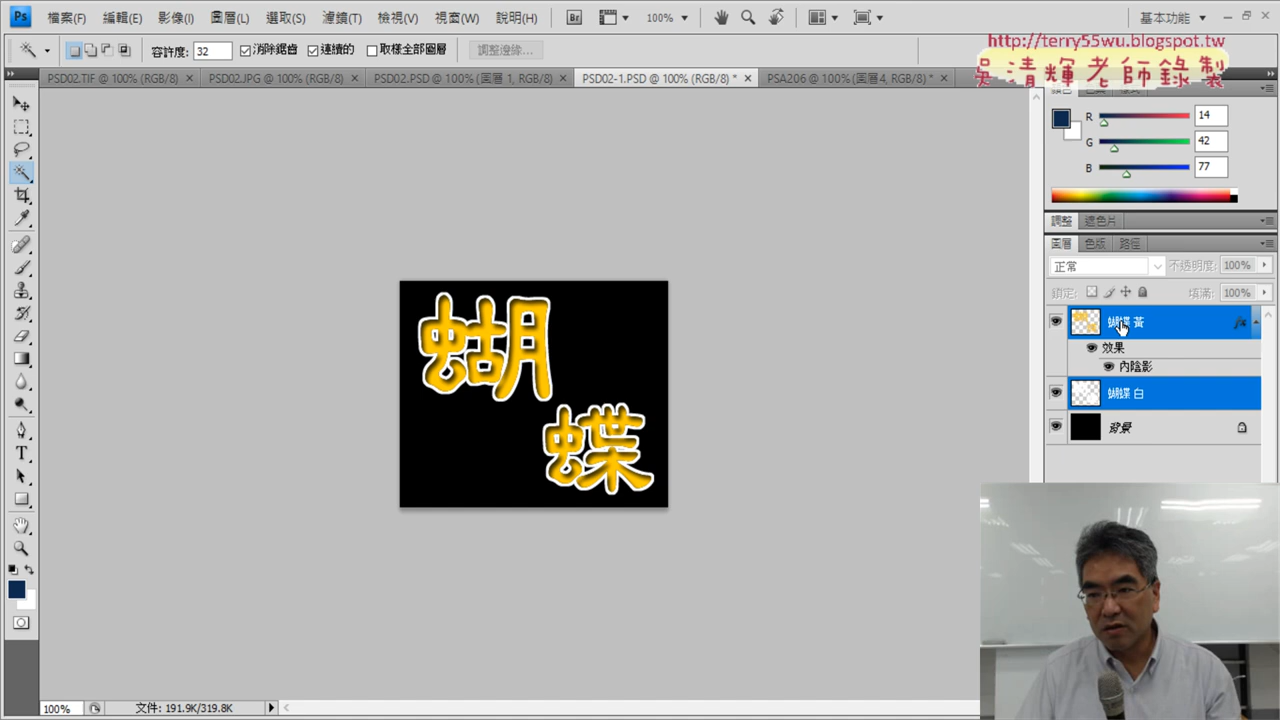 Ps 檔案(F) 編輯(E) 影像(I) 圖層(L) 選取(S) 濾鏡(T) 檢視(V) 視窗(W) 說明(H) Br 100% 基本功能
容許度: 32 消除鋸齒 連續的 取樣全部圖層 調整邊緣...
http://terry55wu.blogspot.tw
吳清輝老師錄製
PSD02.TIF @ 100% (RGB/8) PSD02.JPG @ 100% (RGB/8) PSD02.PSD @ 100% (圖層 1, RGB/8) PSD02-1.PSD @ 100% (RGB/8) * PSA206 @ 100% (圖層 4, RGB/8) *
R 14
G 42
B 77
調整
圖層 色版 路徑
正常 不透明度: 100%
鎖定: 填滿: 100%
蝴蝶 黃
效果
內陰影
蝴蝶 白
背景
蝴
蝶
100% 文件: 191.9K/319.8K